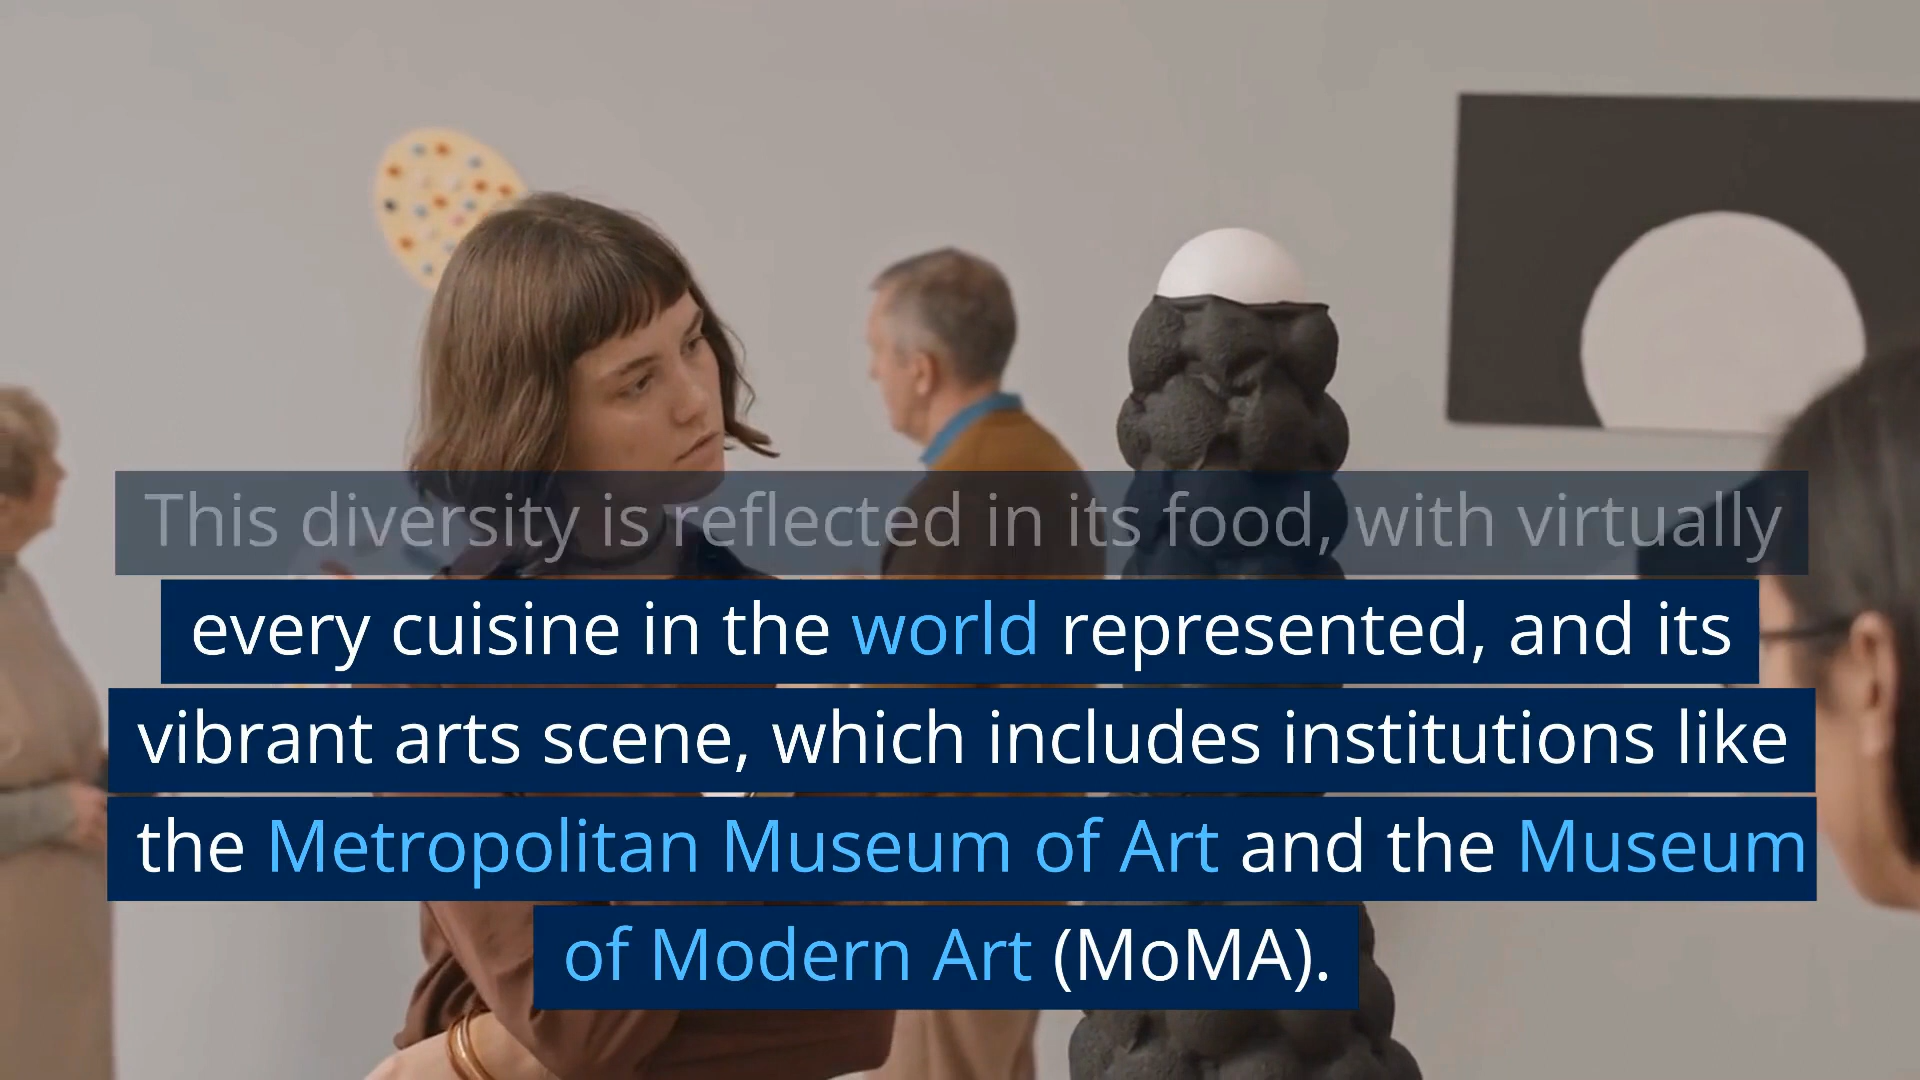 This diversity is reflected in its food, with virtually
every cuisine in the world represented, and its
vibrant arts scene, which includes institutions like
the Metropolitan Museum of Art and the Museum
of Modern Art (MoMA).